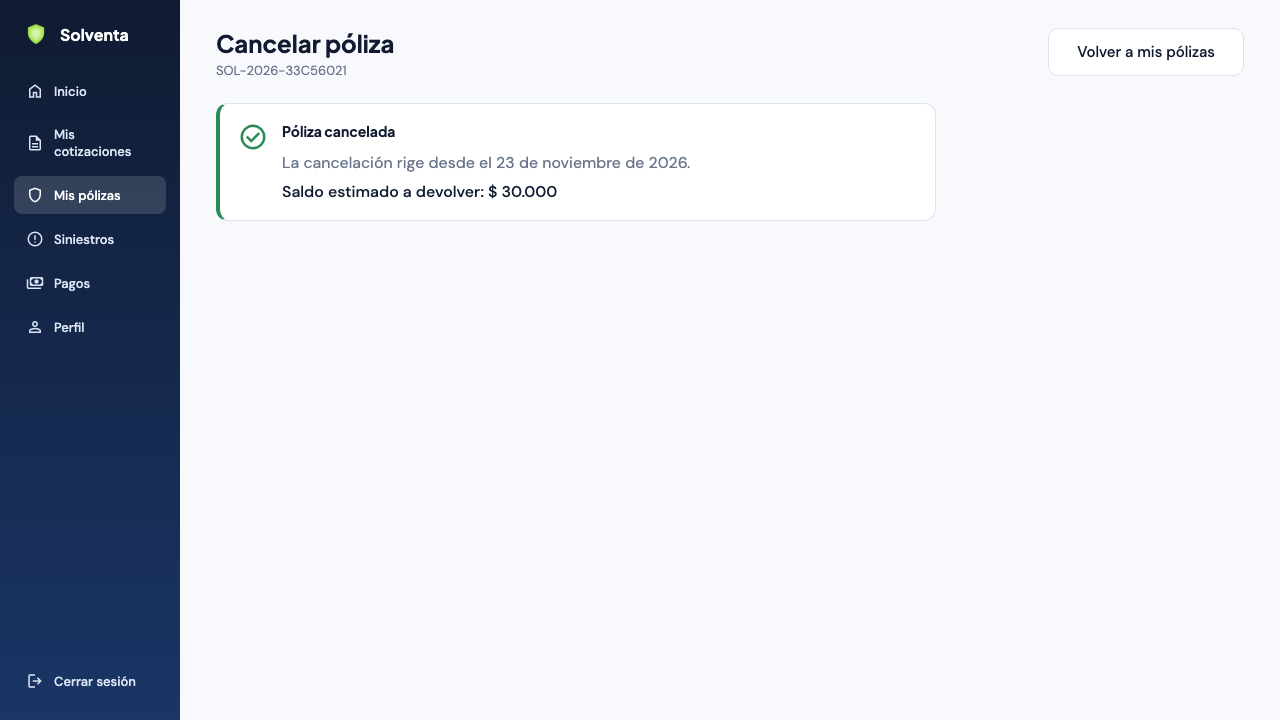 Solventa
Inicio
Mis
cotizaciones
Mis pólizas
Siniestros
Pagos
Perfil
Cerrar sesión
Cancelar póliza
SOL-2026-33C56021
Volver a mis pólizas
Póliza cancelada
La cancelación rige desde el 23 de noviembre de 2026.
Saldo estimado a devolver: $ 30.000